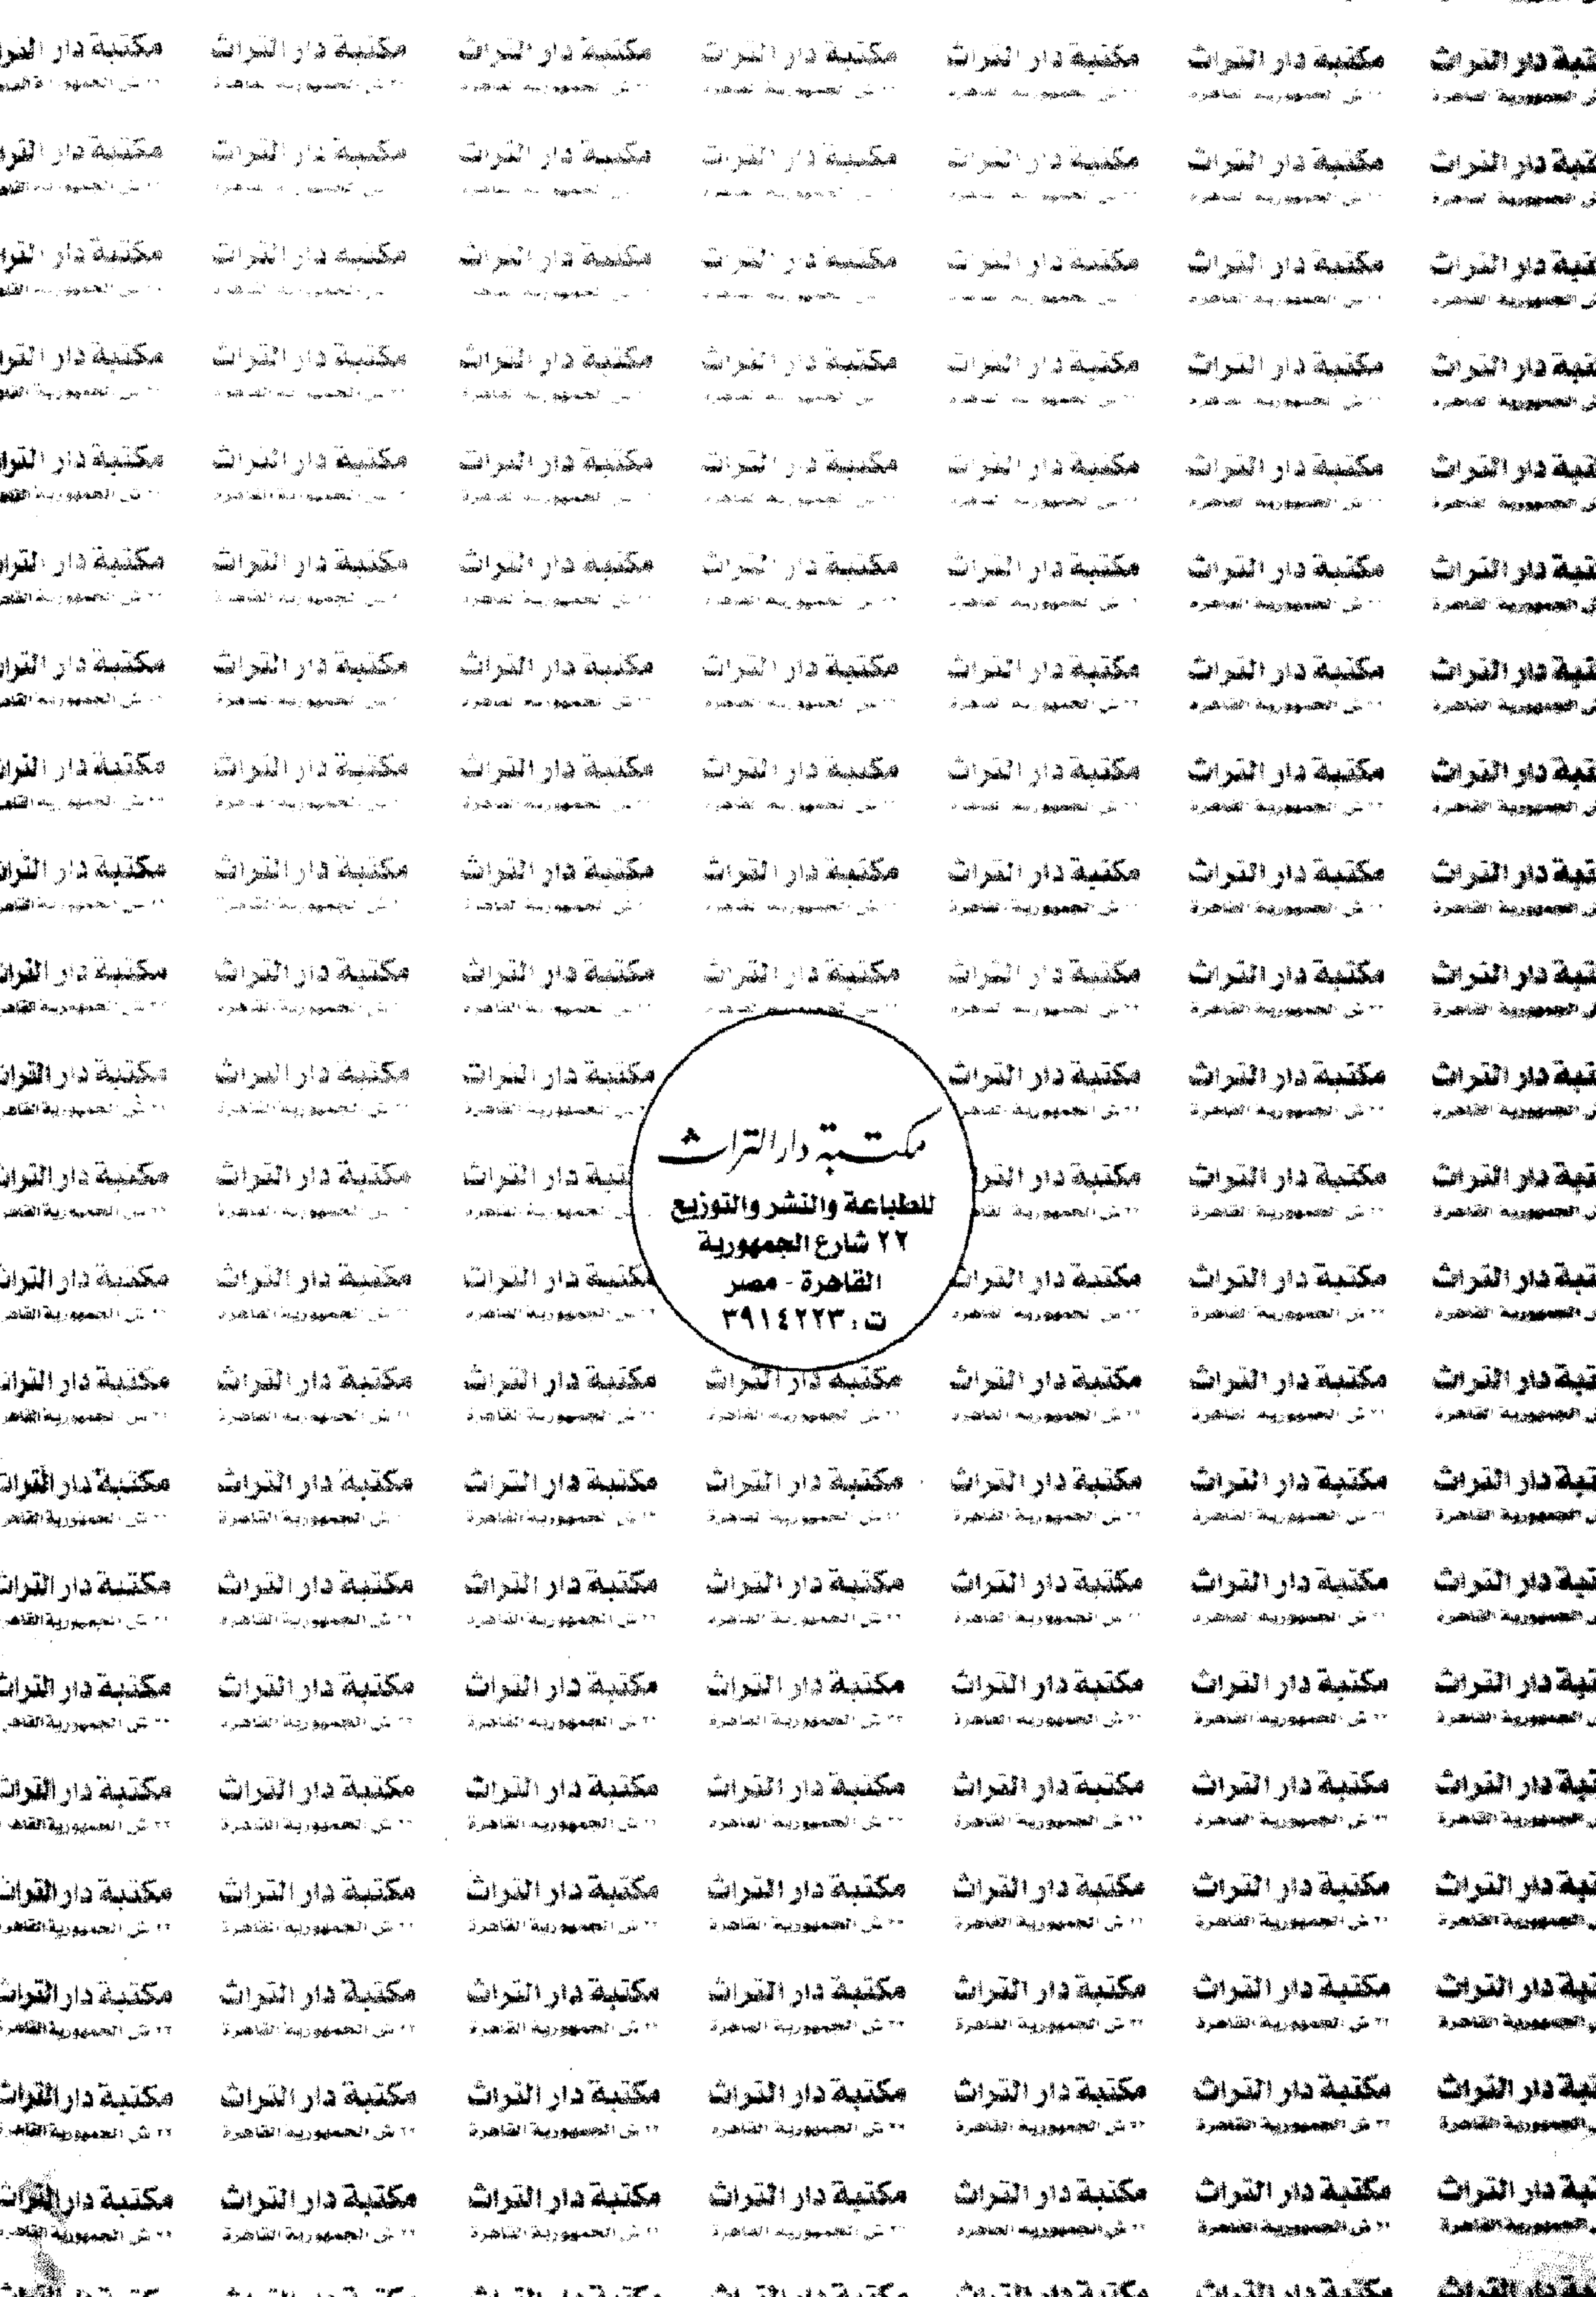 مكتبة دار التراث
٢٢ ش الجمهورية القاهرة
مكتبة دار التراث
للطباعة والنشر والتوزيع
٢٢ شارع الجمهورية
القاهرة - مصر
ت : ٣٩١٤٢٢٣